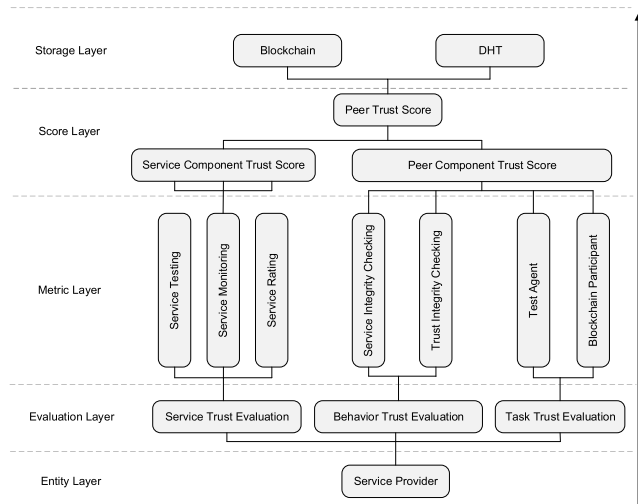 Storage Layer
Blockchain
DHT
Peer Trust Score
Score Layer
Service Component Trust Score
Peer Component Trust Score
Metric Layer
Service Testing
Service Monitoring
Service Rating
Service Integrity Checking
Trust Integrity Checking
Test Agent
Blockchain Participant
Evaluation Layer
Service Trust Evaluation
Behavior Trust Evaluation
Task Trust Evaluation
Entity Layer
Service Provider